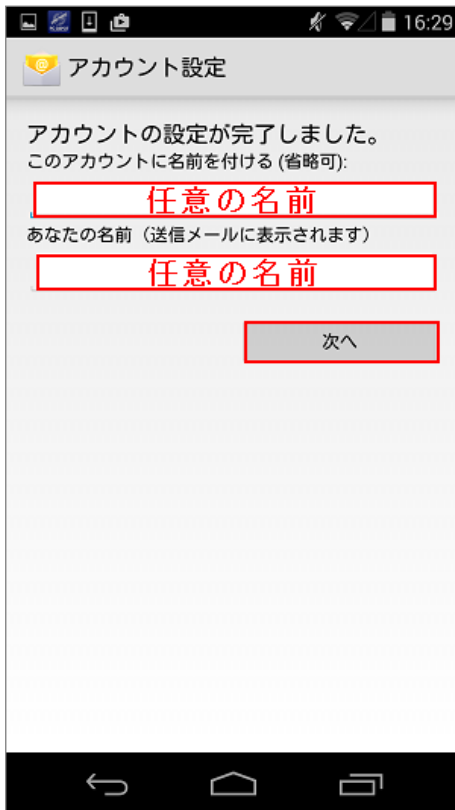 16:29
アカウント設定
アカウントの設定が完了しました。
このアカウントに名前を付ける (省略可):
任意の名前
あなたの名前（送信メールに表示されます）
任意の名前
次へ